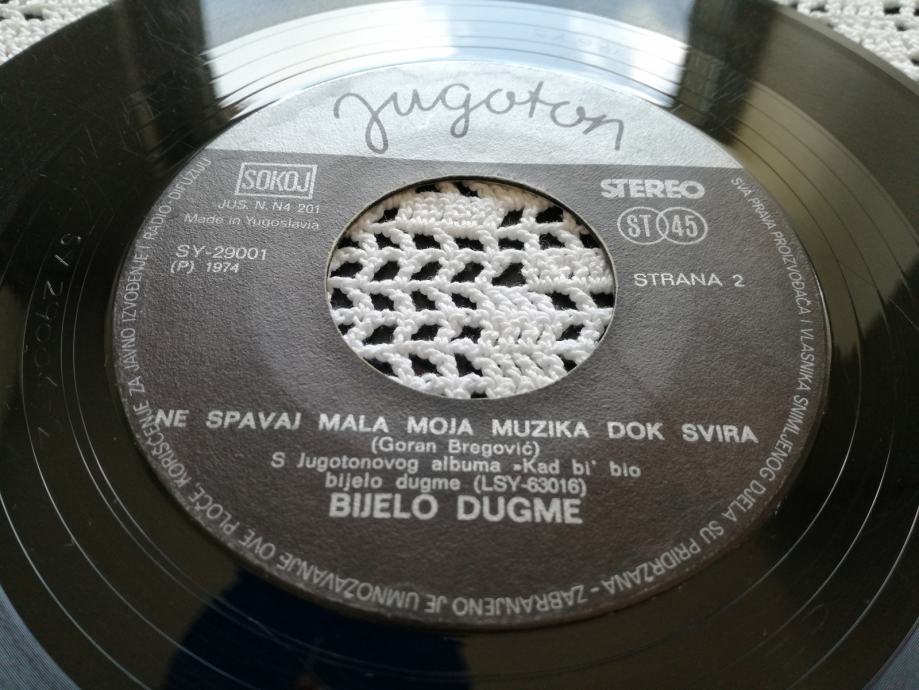 jugoton
SOKOJ
JUS. N. N4 201
Made in Yugoslavia
SY-29001
(P) 1974
STEREO
ST 45
STRANA 2
NE SPAVAJ MALA MOJA MUZIKA DOK SVIRA
(Goran Bregović)
S Jugotonovog albuma »Kad bi' bio
bijelo dugme (LSY-63016)
BIJELO DUGME
SVA PRAVA PROIZVOĐAČA I VLASNIKA SNIMLJENOG DJELA SU PRIDRŽANA - ZABRANJENO JE UMNOŽAVANJE OVE PLOČE, KORIŠĆENJE ZA JAVNO IZVOĐENJE I RADIO-DIFUZIJU